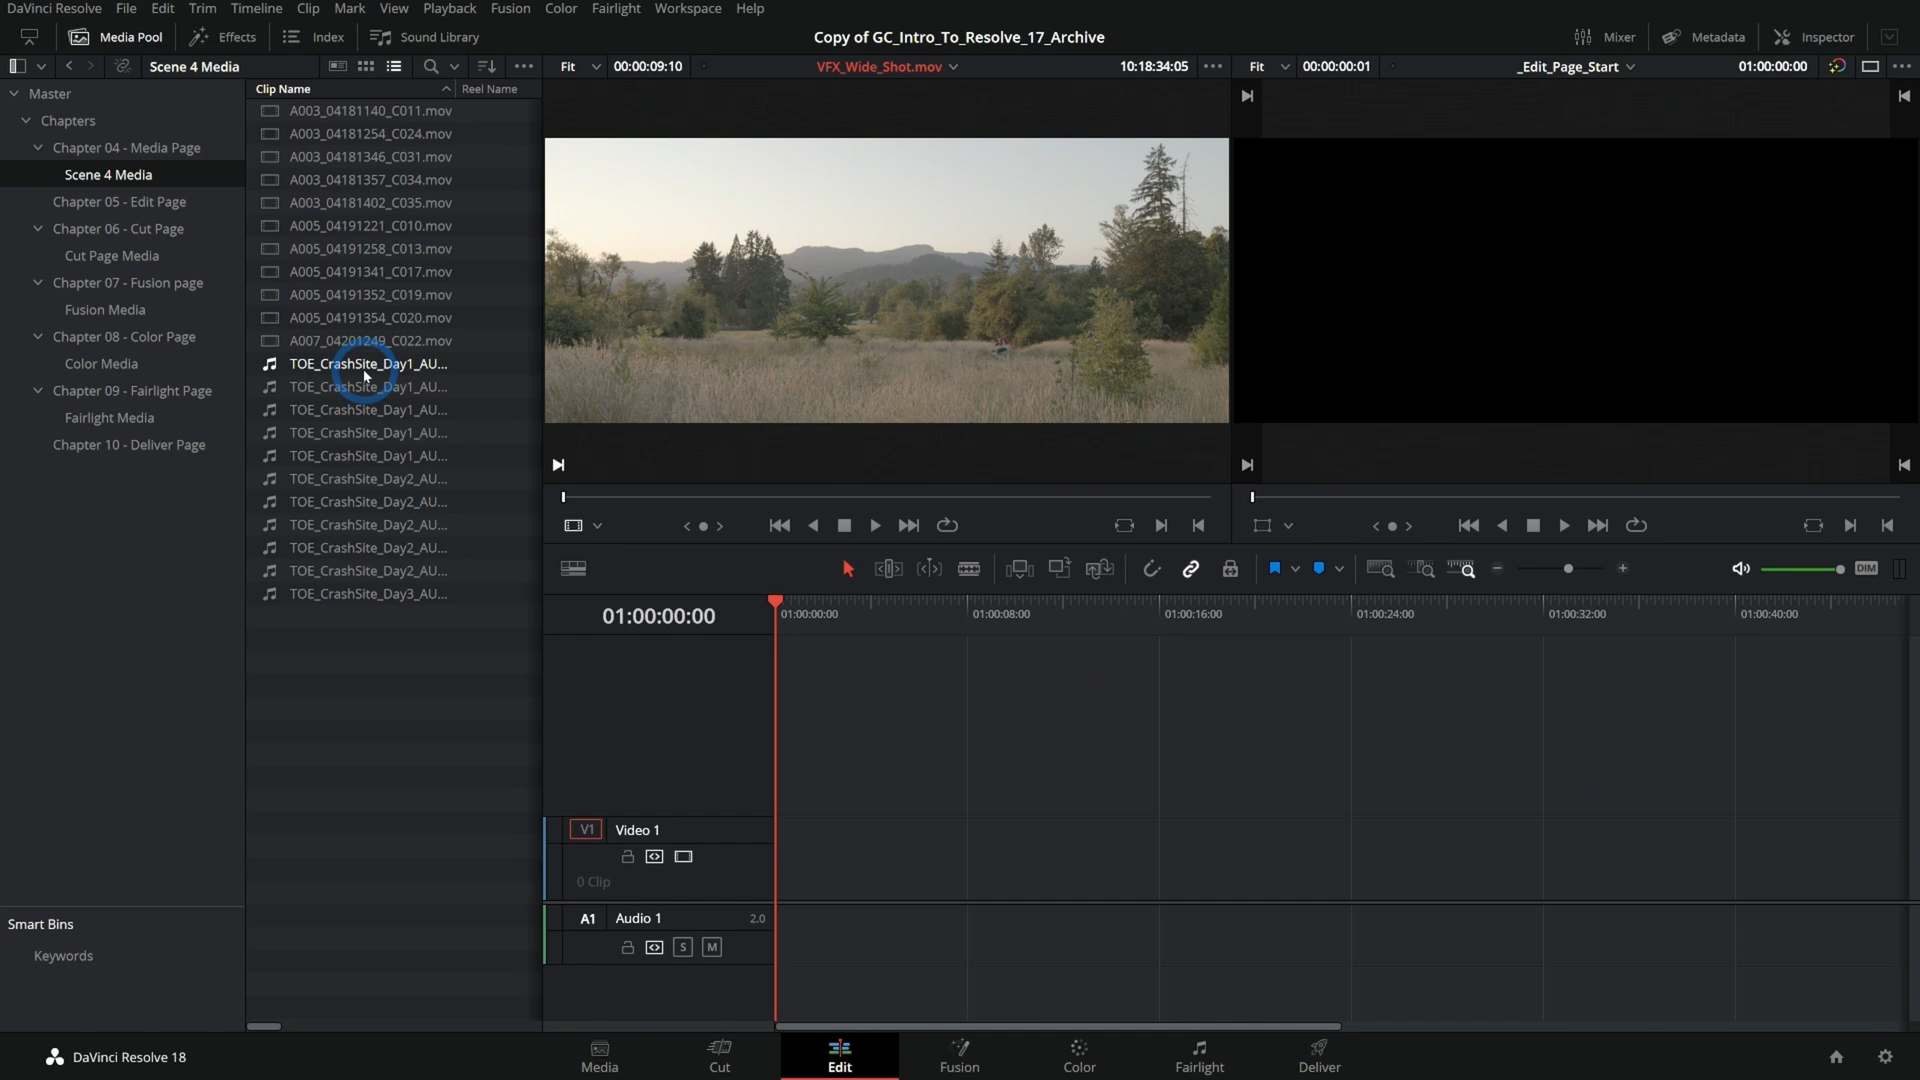 DaVinci Resolve File Edit Trim Timeline Clip Mark View Playback Fusion Color Fairlight Workspace Help
Media Pool Effects Index Sound Library Copy of GC_Intro_To_Resolve_17_Archive Mixer Metadata Inspector
Scene 4 Media Fit 00:00:09:10 VFX_Wide_Shot.mov 10:18:34:05 Fit 00:00:00:01 _Edit_Page_Start 01:00:00:00
Master
Chapters
Chapter 04 - Media Page
Scene 4 Media
Chapter 05 - Edit Page
Chapter 06 - Cut Page
Cut Page Media
Chapter 07 - Fusion page
Fusion Media
Chapter 08 - Color Page
Color Media
Chapter 09 - Fairlight Page
Fairlight Media
Chapter 10 - Deliver Page
Smart Bins
Keywords
Clip Name Reel Name
A003_04181140_C011.mov
A003_04181254_C024.mov
A003_04181346_C031.mov
A003_04181357_C034.mov
A003_04181402_C035.mov
A005_04191221_C010.mov
A005_04191258_C013.mov
A005_04191341_C017.mov
A005_04191352_C019.mov
A005_04191354_C020.mov
A007_04201249_C022.mov
TOE_CrashSite_Day1_AU...
TOE_CrashSite_Day1_AU...
TOE_CrashSite_Day1_AU...
TOE_CrashSite_Day1_AU...
TOE_CrashSite_Day1_AU...
TOE_CrashSite_Day2_AU...
TOE_CrashSite_Day2_AU...
TOE_CrashSite_Day2_AU...
TOE_CrashSite_Day2_AU...
TOE_CrashSite_Day2_AU...
TOE_CrashSite_Day3_AU...
DIM
01:00:00:00 01:00:00:00 01:00:08:00 01:00:16:00 01:00:24:00 01:00:32:00 01:00:40:00
V1 Video 1
0 Clip
A1 Audio 1 2.0
S M
DaVinci Resolve 18 Media Cut Edit Fusion Color Fairlight Deliver